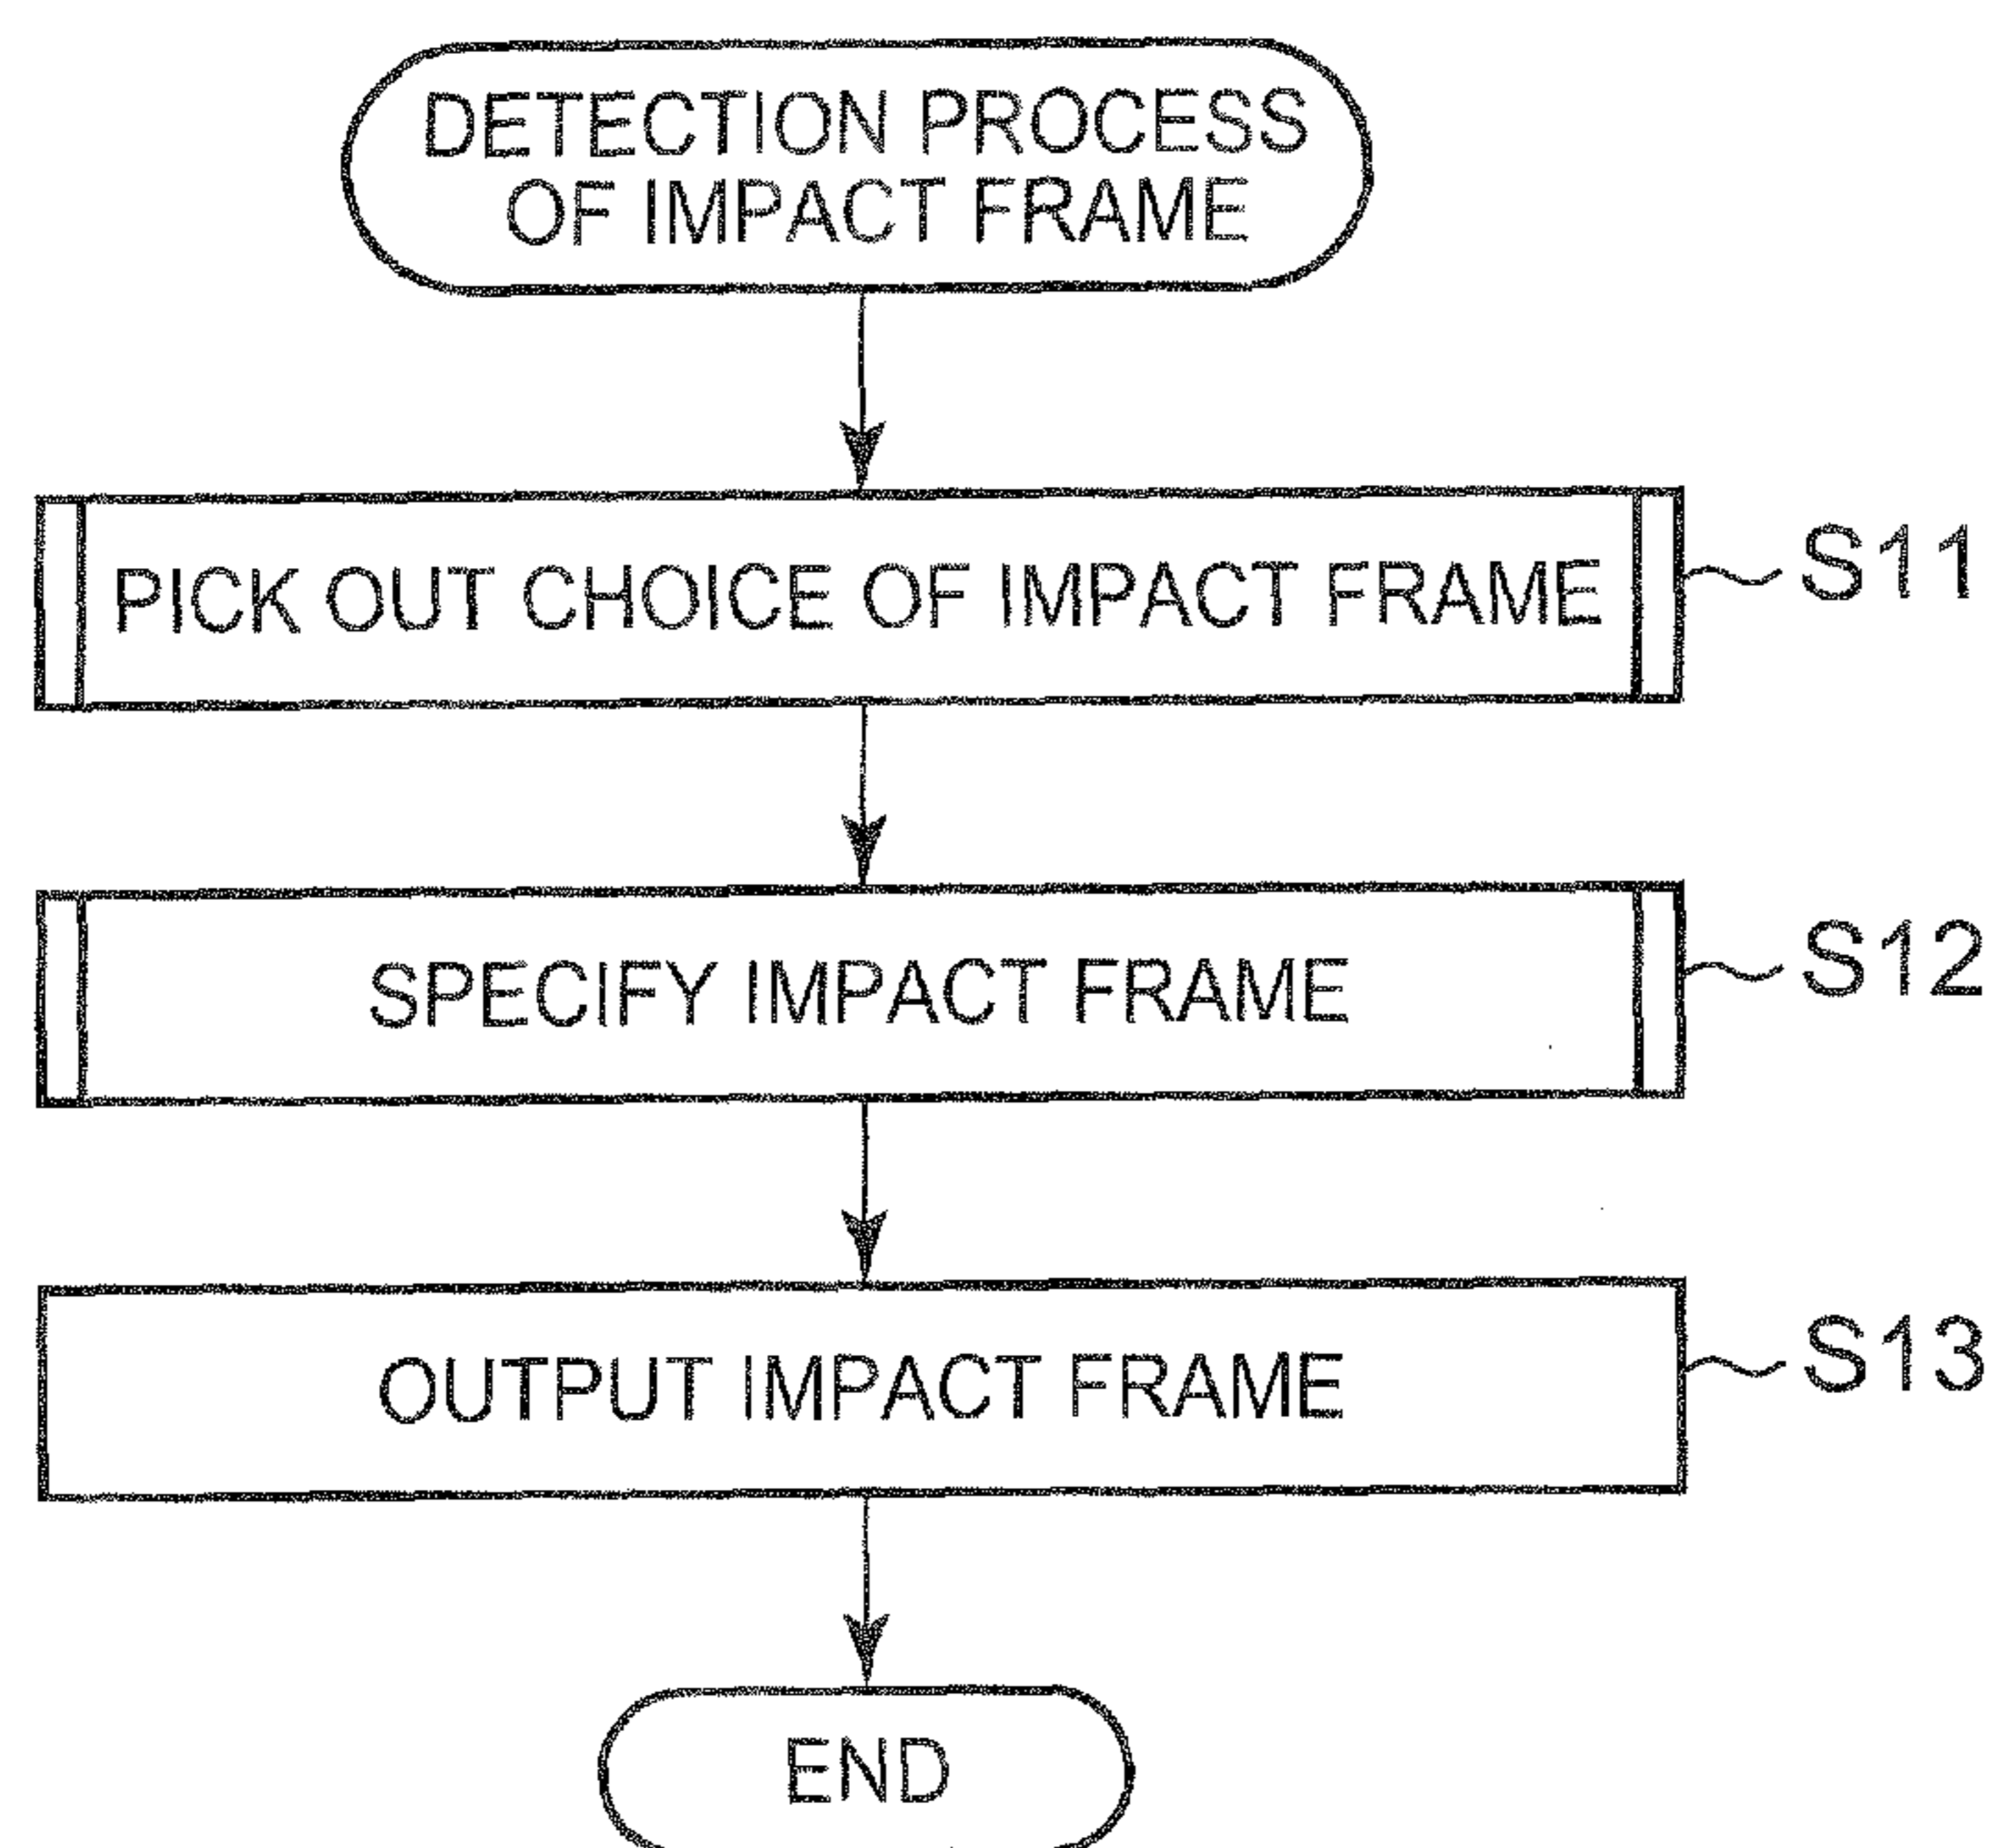 DETECTION PROCESS
OF IMPACT FRAME
PICK OUT CHOICE OF IMPACT FRAME
S11
SPECIFY IMPACT FRAME
S12
OUTPUT IMPACT FRAME
S13
END